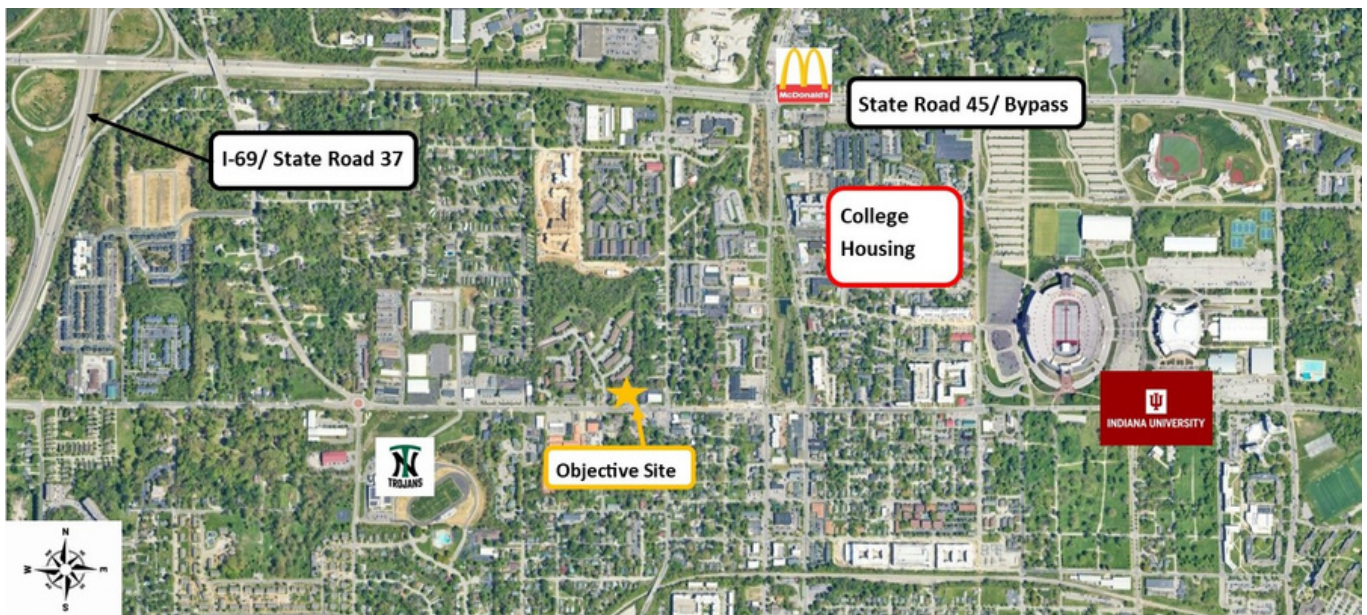 McDonald's
State Road 45/ Bypass
I-69/ State Road 37
College
Housing
INDIANA UNIVERSITY
TROJANS
Objective Site
N
W
E
S